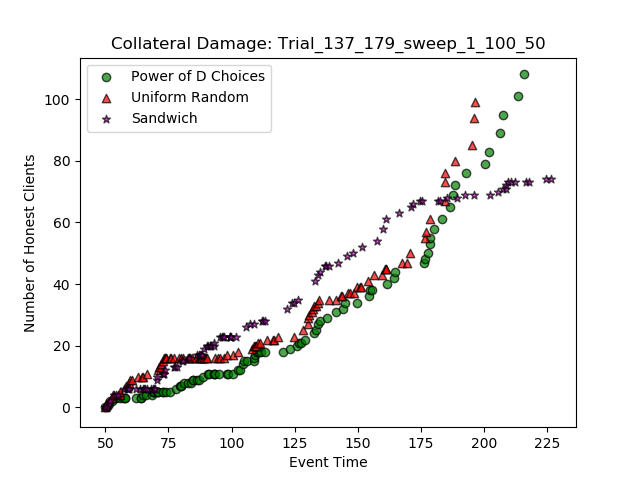 Collateral Damage: Trial_137_179_sweep_1_100_50
Power of D Choices
Uniform Random
Sandwich
Number of Honest Clients
100
80
60
40
20
0
50
75
100
125
150
175
200
225
Event Time